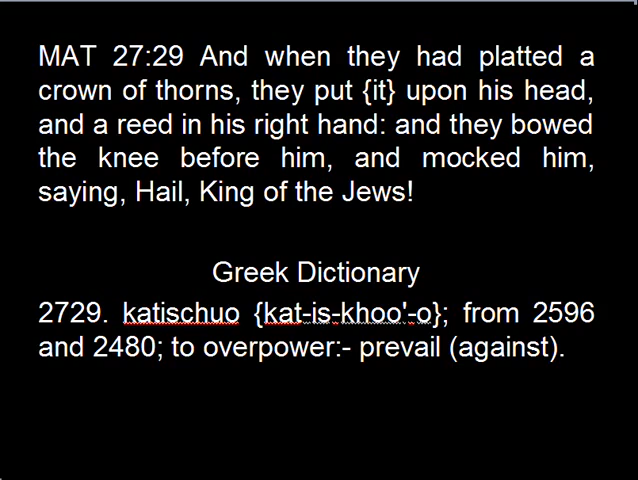 MAT 27:29 And when they had platted a
crown of thorns, they put {it} upon his head,
and a reed in his right hand: and they bowed
the knee before him, and mocked him,
saying, Hail, King of the Jews!
Greek Dictionary
2729. katischuo {kat-is-khoo'-o}; from 2596
and 2480; to overpower:- prevail (against).